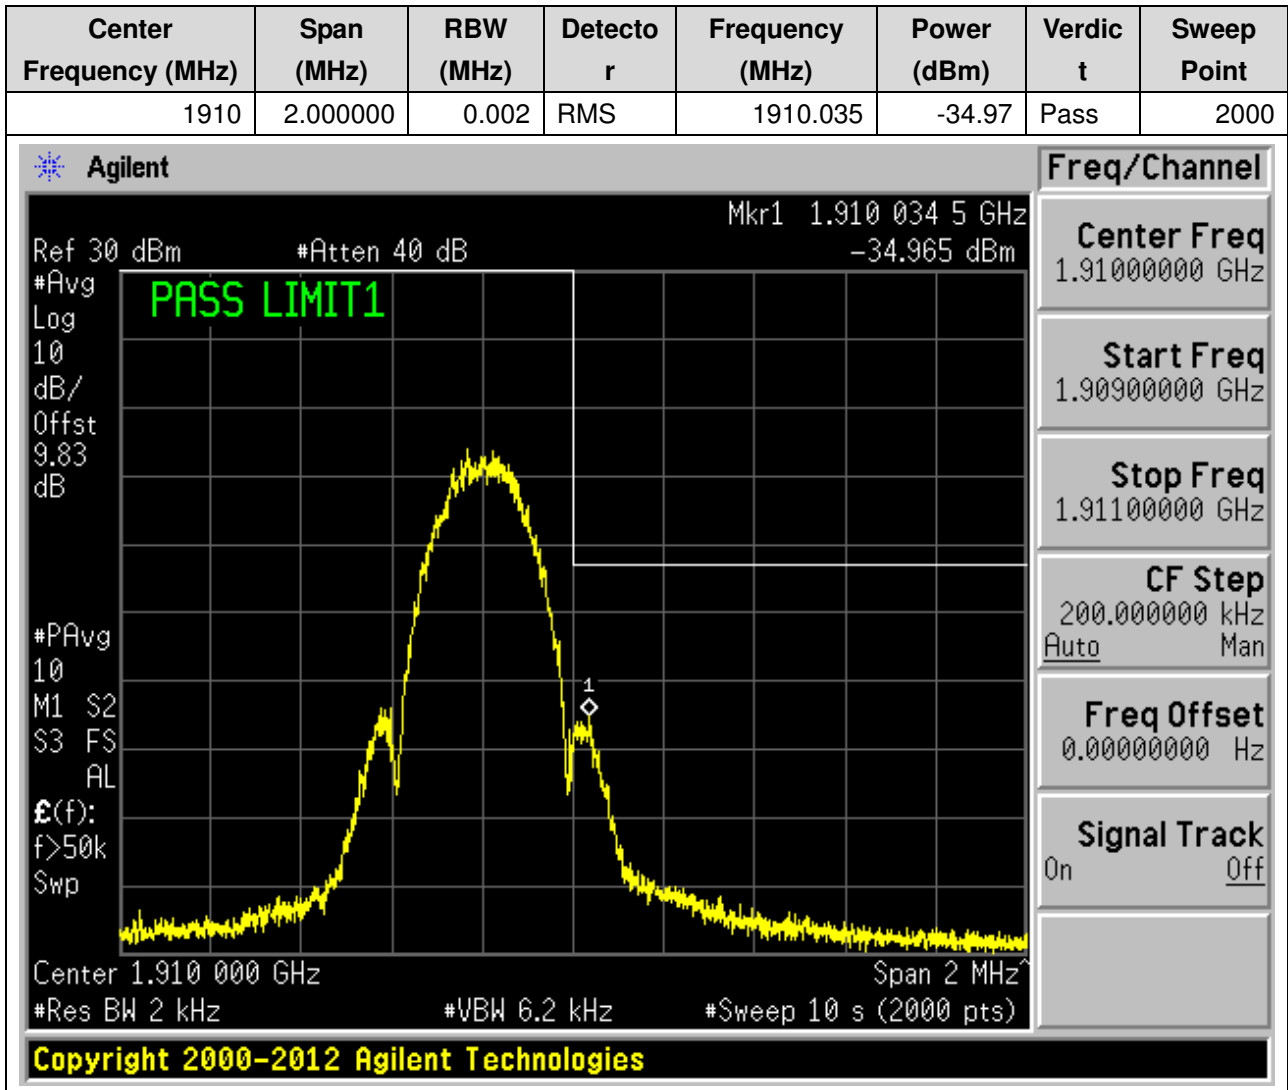 Center Frequency (MHz) Span (MHz) RBW (MHz) Detector Frequency (MHz) Power (dBm) Verdict Sweep Point
1910 2.000000 0.002 RMS 1910.035 -34.97 Pass 2000
Agilent Freq/Channel
Mkr1 1.910 034 5 GHz
Ref 30 dBm #Atten 40 dB -34.965 dBm
#Avg
Log
10
dB/
Offst
9.83
dB
PASS LIMIT1
#PAvg
10
M1 S2
S3 FS
AL
£(f):
f>50k
Swp
1
Center 1.910 000 GHz Span 2 MHz^
#Res BW 2 kHz #VBW 6.2 kHz #Sweep 10 s (2000 pts)
Center Freq
1.91000000 GHz
Start Freq
1.90900000 GHz
Stop Freq
1.91100000 GHz
CF Step
200.000000 kHz
Auto Man
Freq Offset
0.00000000 Hz
Signal Track
On Off
Copyright 2000-2012 Agilent Technologies